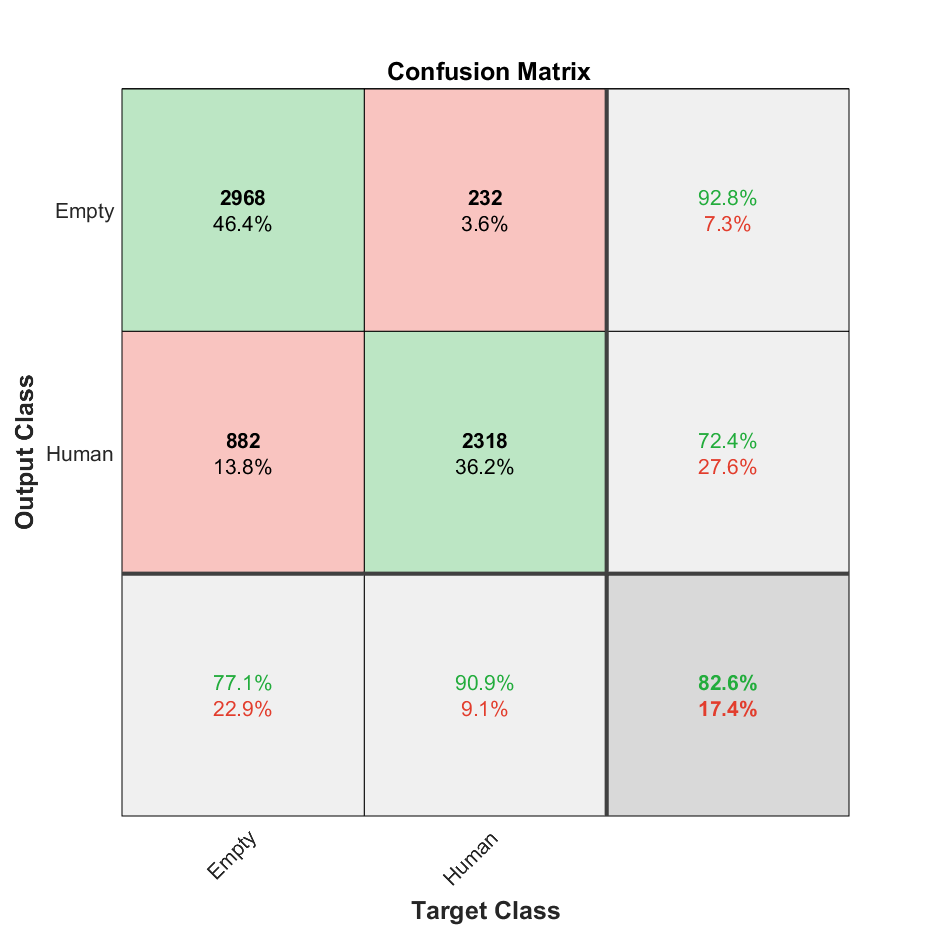 Confusion Matrix
Empty
2968
46.4%
232
3.6%
92.8%
7.3%
Human
882
13.8%
2318
36.2%
72.4%
27.6%
77.1%
22.9%
90.9%
9.1%
82.6%
17.4%
Output Class
Empty
Human
Target Class